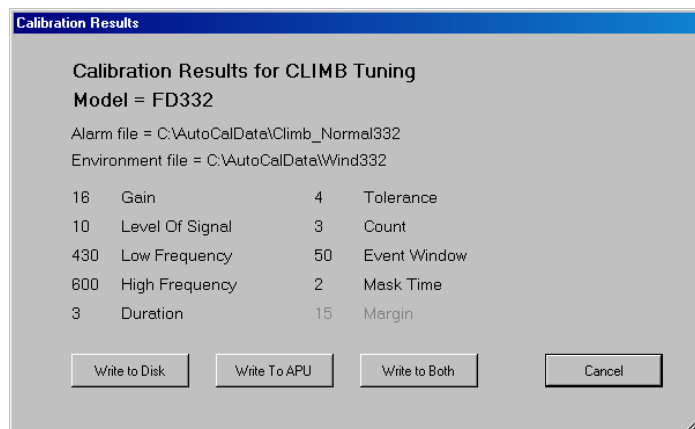 Calibration Results
Calibration Results for CLIMB Tuning
Model = FD332
Alarm file = C:\AutoCalData\Climb_Normal332
Environment file = C:\AutoCalData\Wind332
16 Gain 4 Tolerance
10 Level Of Signal 3 Count
430 Low Frequency 50 Event Window
600 High Frequency 2 Mask Time
3 Duration 15 Margin
Write to Disk Write To APU Write to Both Cancel